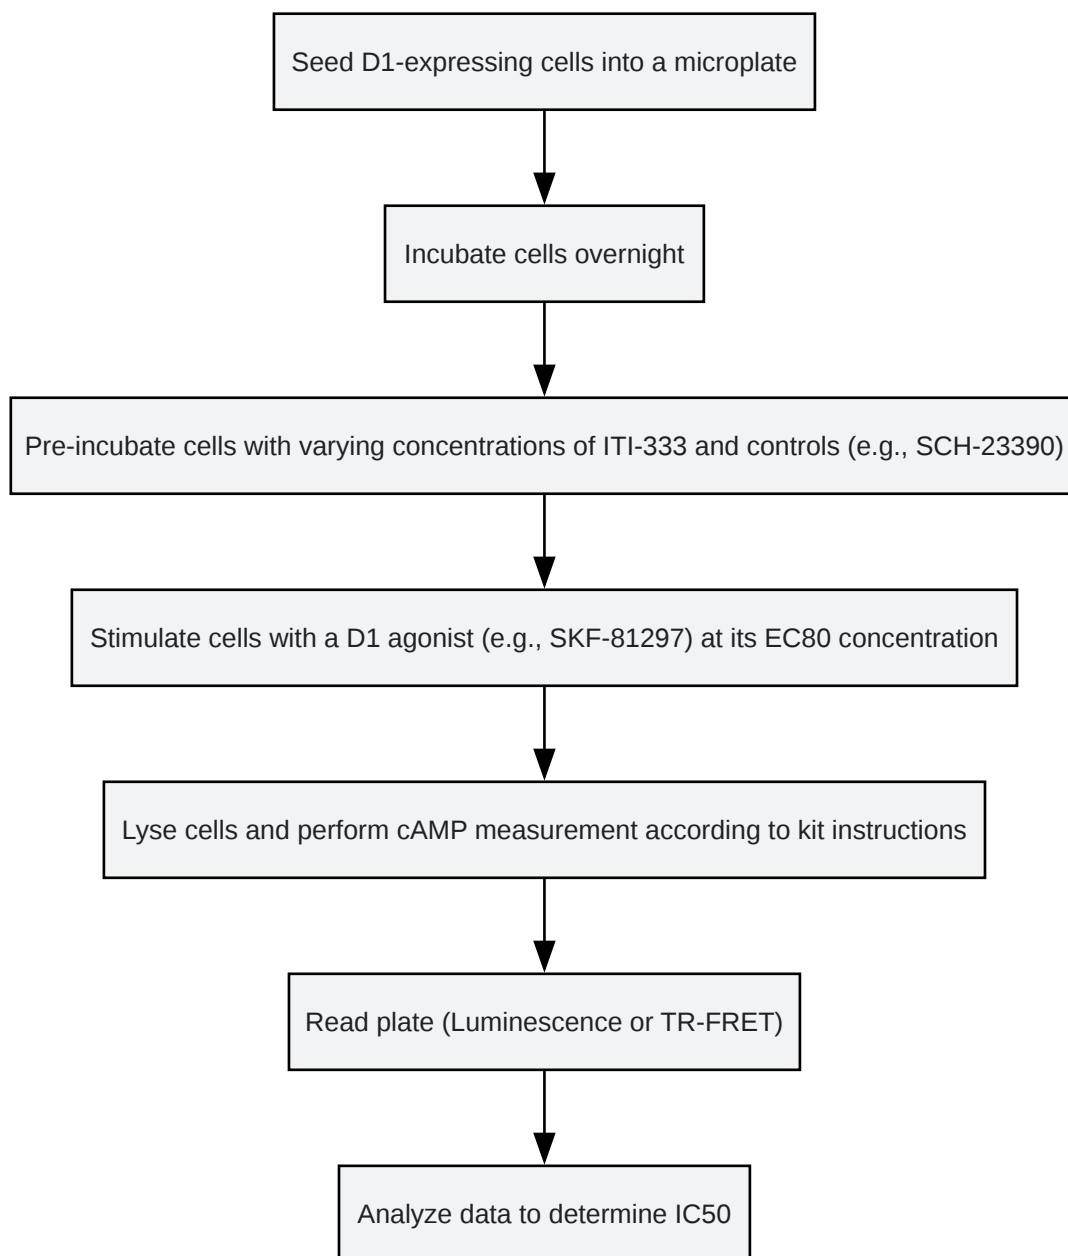 Seed D1-expressing cells into a microplate
Incubate cells overnight
Pre-incubate cells with varying concentrations of ITI-333 and controls (e.g., SCH-23390)
Stimulate cells with a D1 agonist (e.g., SKF-81297) at its EC80 concentration
Lyse cells and perform cAMP measurement according to kit instructions
Read plate (Luminescence or TR-FRET)
Analyze data to determine IC50